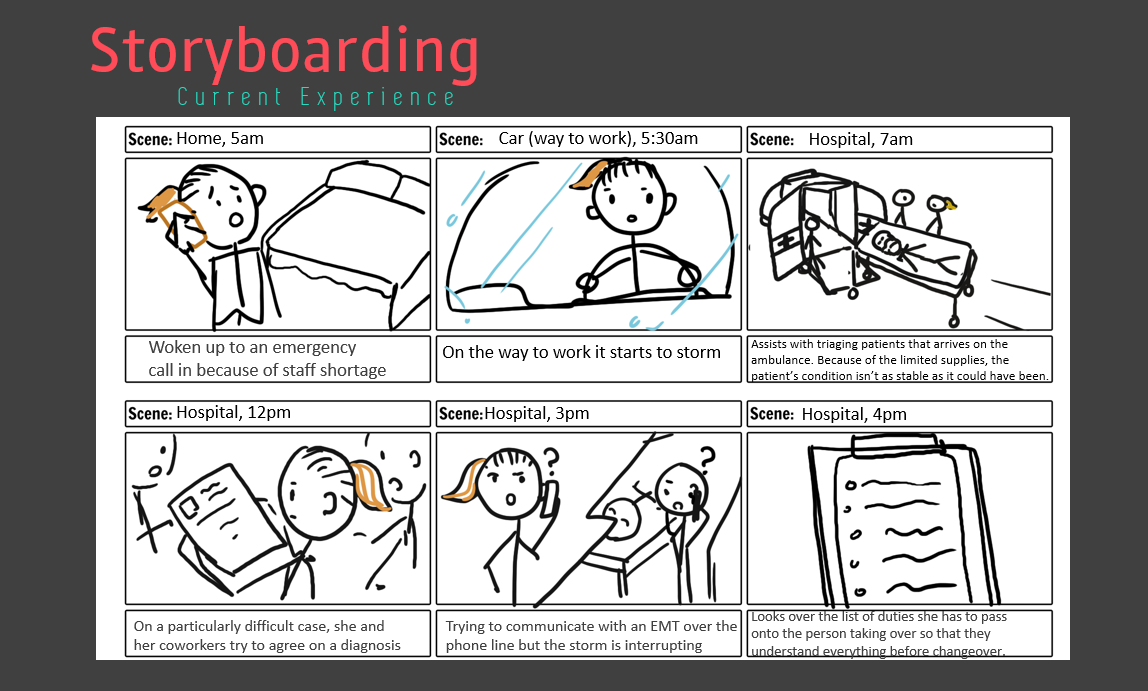 Storyboarding
Current Experience
Scene: Home, 5am
Scene: Car (way to work), 5:30am
Scene: Hospital, 7am
Woken up to an emergency
call in because of staff shortage
On the way to work it starts to storm
Assists with triaging patients that arrives on the
ambulance. Because of the limited supplies, the
patient's condition isn't as stable as it could have been.
Scene: Hospital, 12pm
Scene: Hospital, 3pm
Scene: Hospital, 4pm
?
?
On a particularly difficult case, she and
her coworkers try to agree on a diagnosis
Trying to communicate with an EMT over the
phone line but the storm is interrupting
Looks over the list of duties she has to pass
onto the person taking over so that they
understand everything before changeover.